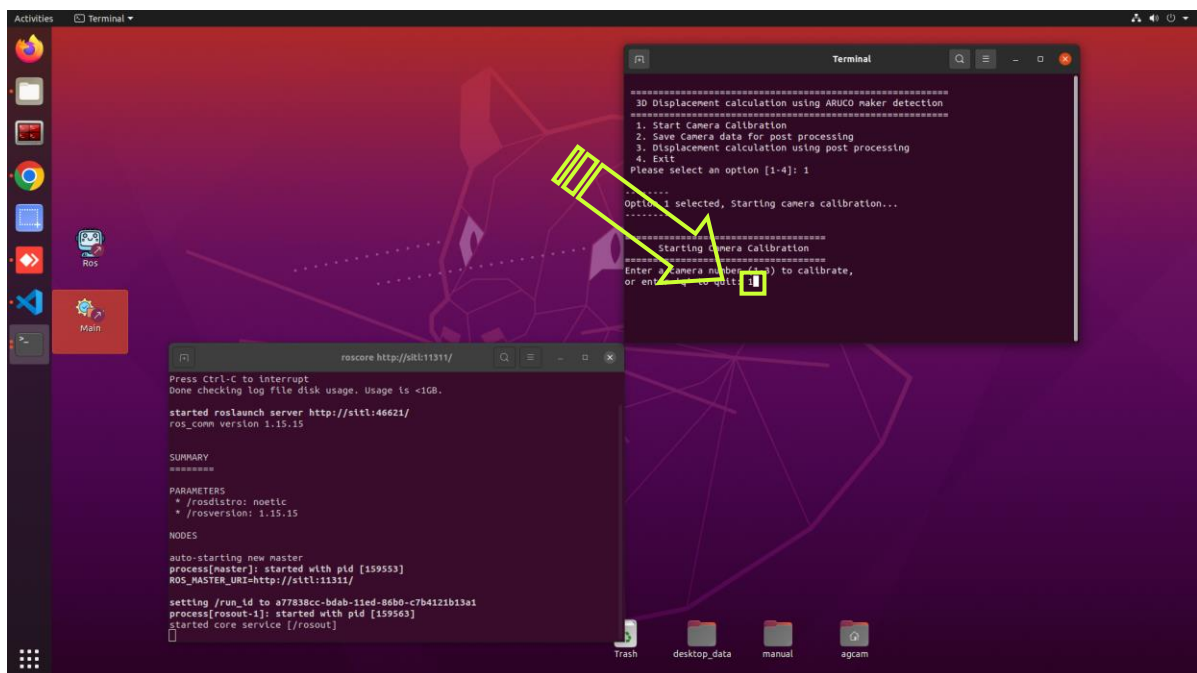 Activities
Terminal
Ros
Main
Terminal
=========================================================
3D Displacement calculation using ARUCO maker detection
=========================================================
1. Start Camera Calibration
2. Save Camera data for post processing
3. Displacement calculation using post processing
4. Exit
Please select an option [1-4]: 1
--------
Option 1 selected, Starting camera calibration...
--------
====================================
Starting Camera Calibration
====================================
Enter a camera number (1-3) to calibrate,
or enter 'q' to quit: 1
roscore http://sitl:11311/
Press Ctrl-C to interrupt
Done checking log file disk usage. Usage is <1GB.
started roslaunch server http://sitl:46621/
ros_comm version 1.15.15
SUMMARY
========
PARAMETERS
* /rosdistro: noetic
* /rosversion: 1.15.15
NODES
auto-starting new master
process[master]: started with pid [159553]
ROS_MASTER_URI=http://sitl:11311/
setting /run_id to a77838cc-bdab-11ed-86b0-c7b4121b13a1
process[rosout-1]: started with pid [159563]
started core service [/rosout]
Trash
desktop_data
manual
agcam